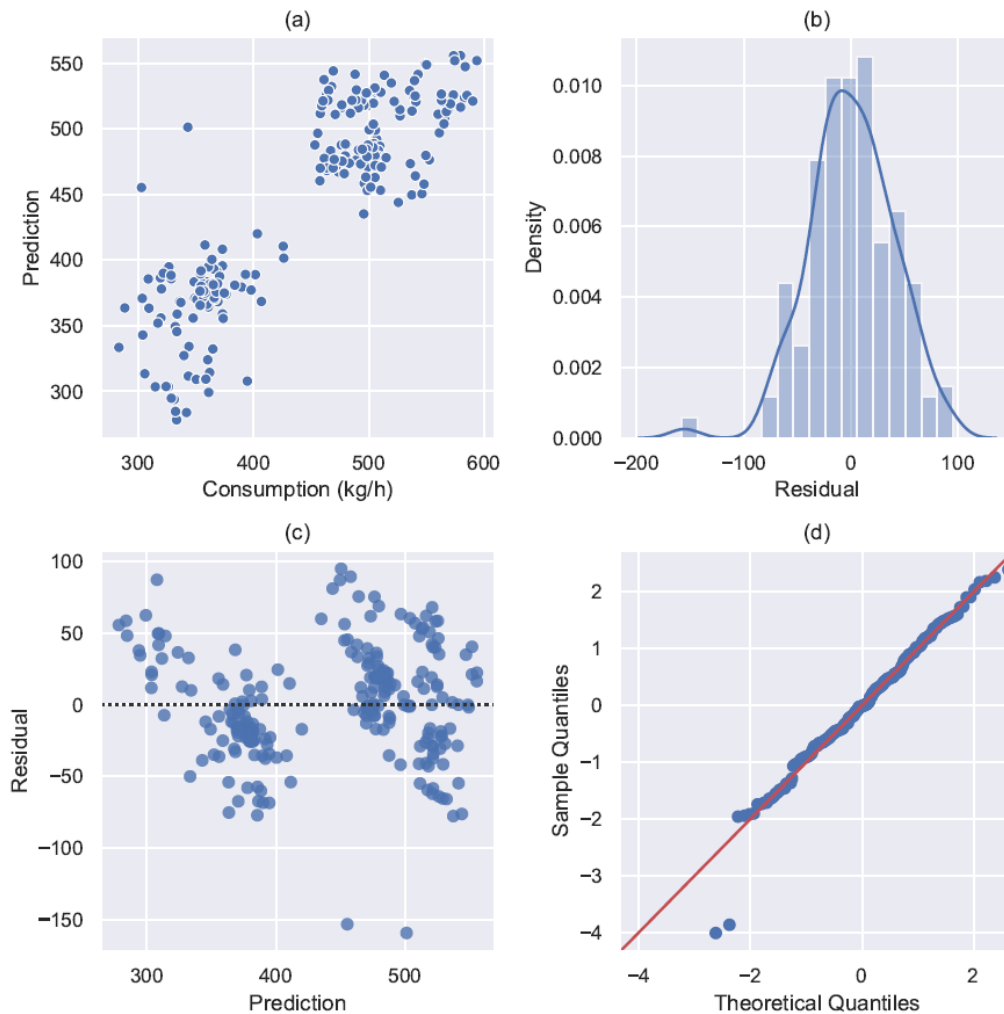 (a)
550
500
450
400
350
300
Prediction
300 400 500 600
Consumption (kg/h)
(b)
0.010
0.008
0.006
0.004
0.002
0.000
Density
−200 −100 0 100
Residual
(c)
100
50
0
−50
−100
−150
Residual
300 400 500
Prediction
(d)
2
1
0
−1
−2
−3
−4
Sample Quantiles
−4 −2 0 2
Theoretical Quantiles